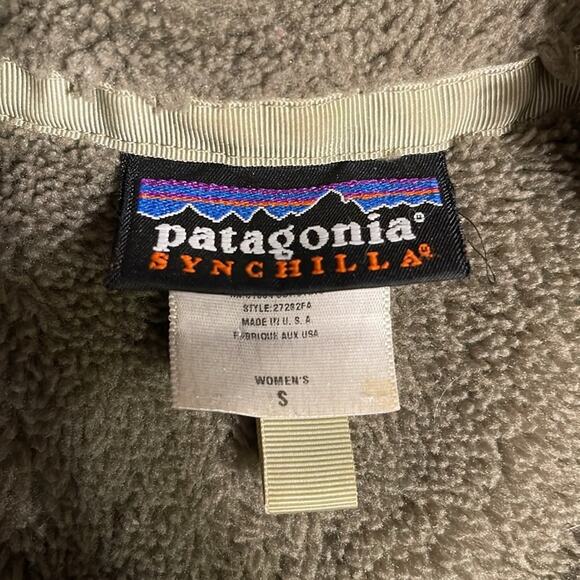 patagonia®
SYNCHILLA®
STYLE:27282FA
MADE IN U. S. A
FABRIQUE AUX USA
WOMEN'S
S